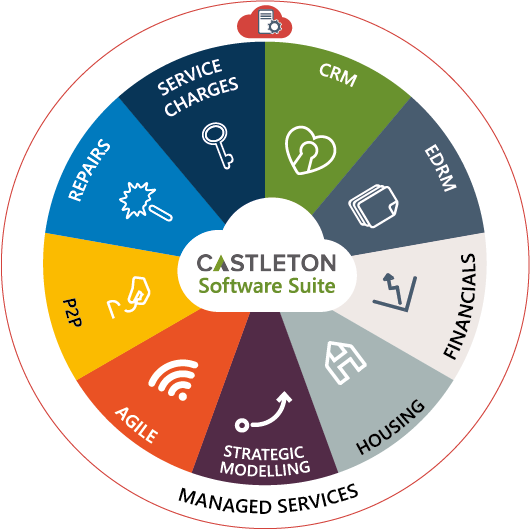 CASTLETON
Software Suite
CRM
EDRM
FINANCIALS
HOUSING
STRATEGIC
MODELLING
AGILE
P2P
REPAIRS
SERVICE
CHARGES
MANAGED SERVICES